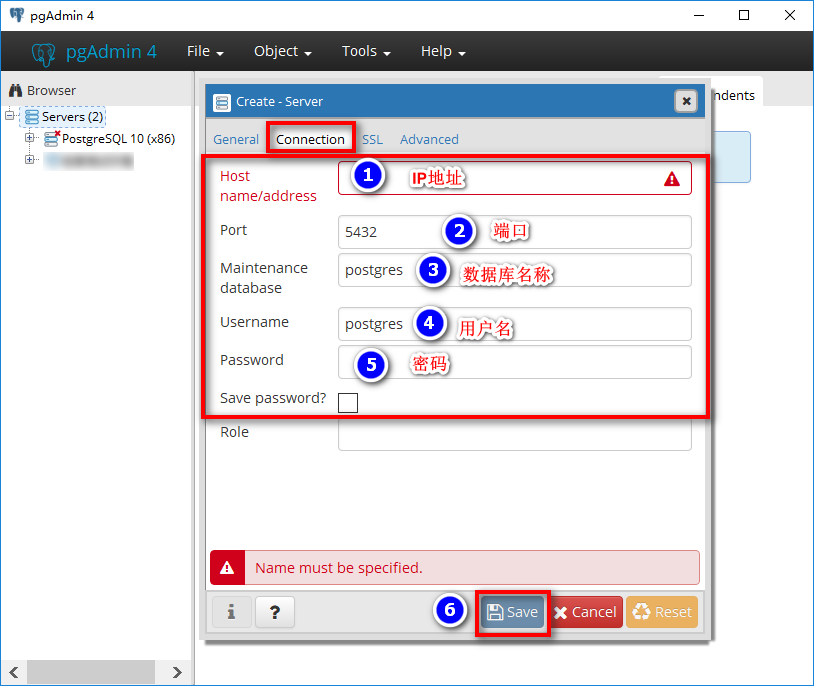 pgAdmin 4
pgAdmin 4 File Object Tools Help
Browser
Servers (2)
PostgreSQL 10 (x86)
ndents
Create - Server
General Connection SSL Advanced
Host name/address
1 IP地址
Port 5432 2 端口
Maintenance database
postgres 3 数据库名称
Username postgres 4 用户名
Password 5 密码
Save password?
Role
Name must be specified.
i ? 6 Save Cancel Reset